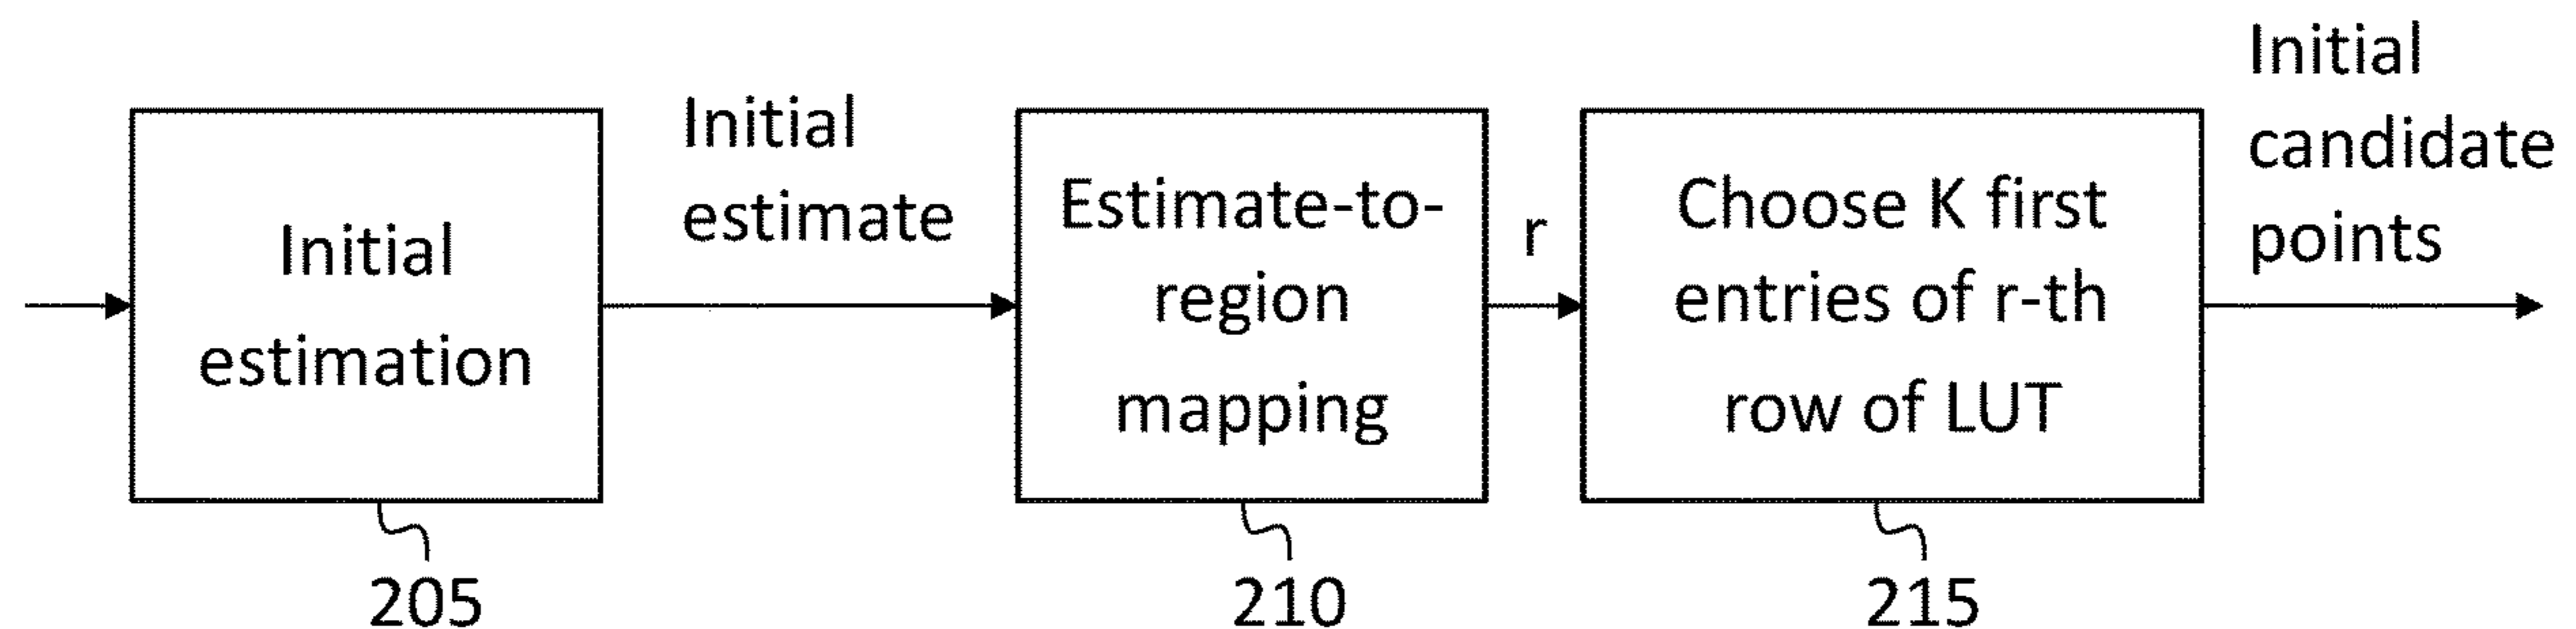 Initial
estimation
205
Initial
estimate
Estimate-to-
region
mapping
210
r
Choose K first
entries of r-th
row of LUT
215
Initial
candidate
points